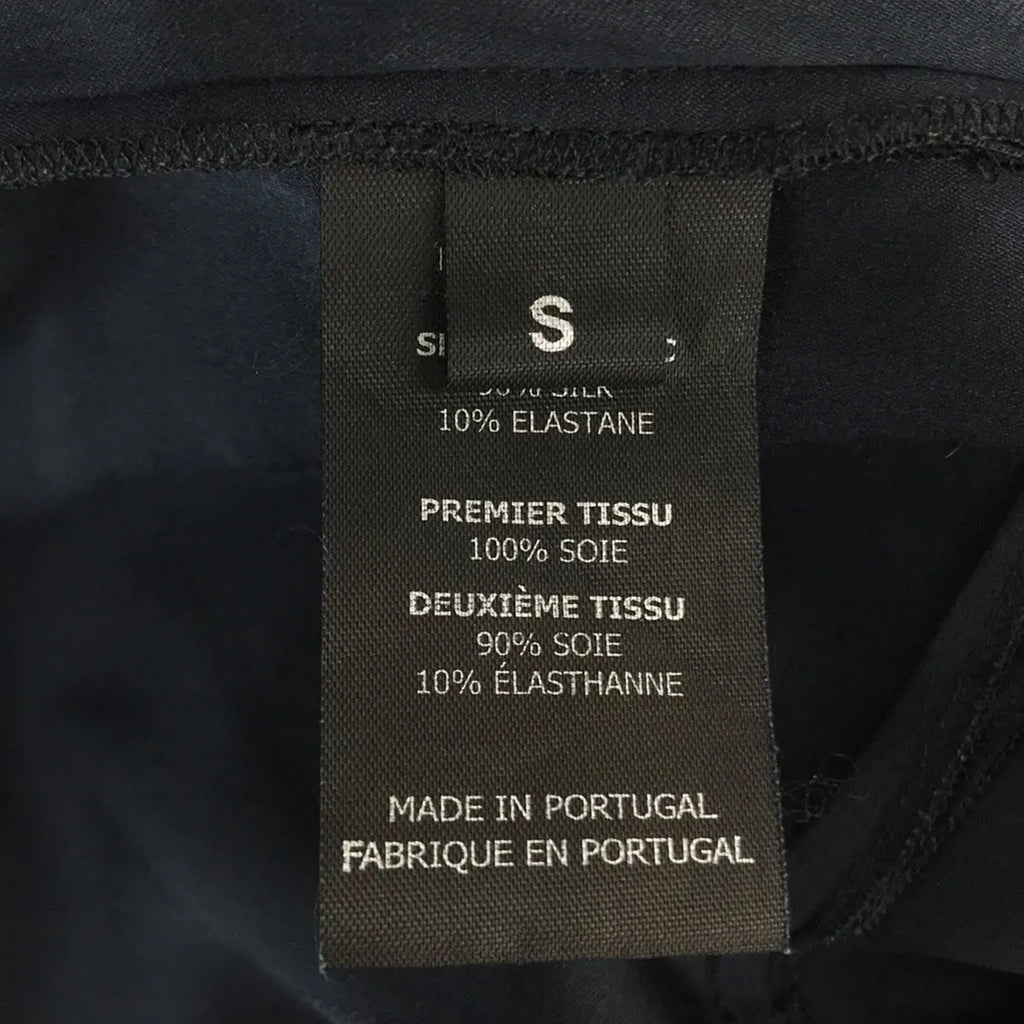 S
10% ELASTANE
PREMIER TISSU
100% SOIE
DEUXIÈME TISSU
90% SOIE
10% ÉLASTHANNE
MADE IN PORTUGAL
FABRIQUE EN PORTUGAL